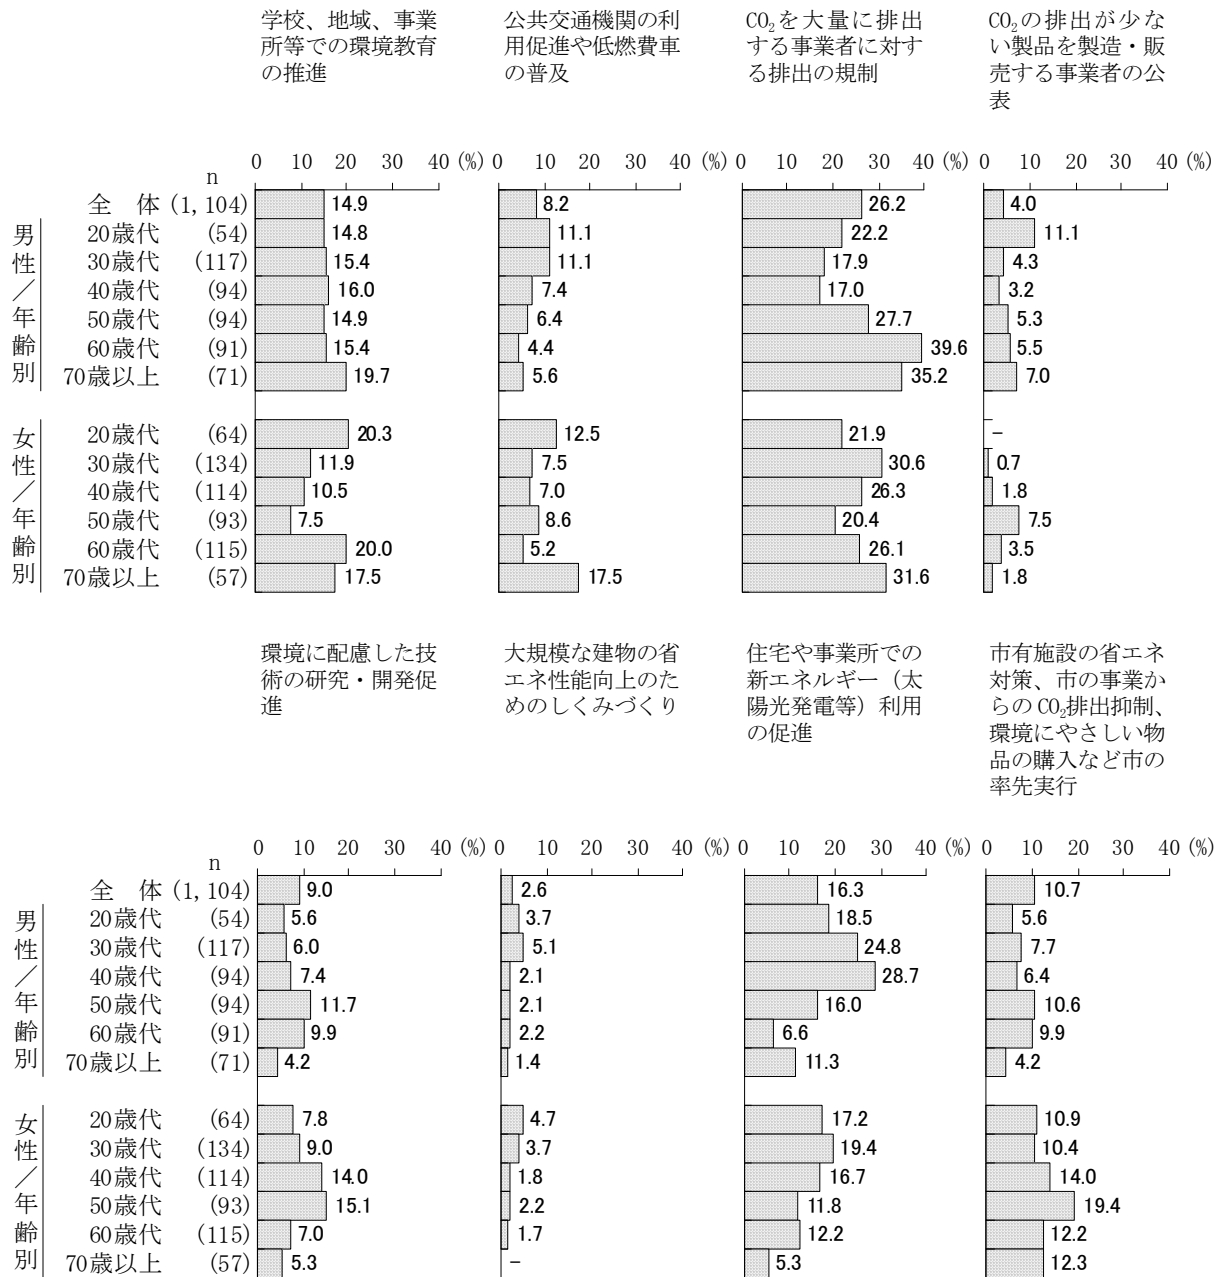 学校、地域、事業
所等での環境教育
の推進
公共交通機関の利
用促進や低燃費車
の普及
CO₂を大量に排出
する事業者に対す
る排出の規制
CO₂の排出が少な
い製品を製造・販
売する事業者の公
表
0 10 20 30 40 (%) 0 10 20 30 40 (%) 0 10 20 30 40 (%) 0 10 20 30 40 (%)
n
全 体 (1,104) 14.9 8.2 26.2 4.0
男性／年齢別
20歳代 (54) 14.8 11.1 22.2 11.1
30歳代 (117) 15.4 11.1 17.9 4.3
40歳代 (94) 16.0 7.4 17.0 3.2
50歳代 (94) 14.9 6.4 27.7 5.3
60歳代 (91) 15.4 4.4 39.6 5.5
70歳以上 (71) 19.7 5.6 35.2 7.0
女性／年齢別
20歳代 (64) 20.3 12.5 21.9 -
30歳代 (134) 11.9 7.5 30.6 0.7
40歳代 (114) 10.5 7.0 26.3 1.8
50歳代 (93) 7.5 8.6 20.4 7.5
60歳代 (115) 20.0 5.2 26.1 3.5
70歳以上 (57) 17.5 17.5 31.6 1.8
環境に配慮した技
術の研究・開発促
進
大規模な建物の省
エネ性能向上のた
めのしくみづくり
住宅や事業所での
新エネルギー（太
陽光発電等）利用
の促進
市有施設の省エネ
対策、市の事業か
らのCO₂排出抑制、
環境にやさしい物
品の購入など市の
率先実行
0 10 20 30 40 (%) 0 10 20 30 40 (%) 0 10 20 30 40 (%) 0 10 20 30 40 (%)
n
全 体 (1,104) 9.0 2.6 16.3 10.7
男性／年齢別
20歳代 (54) 5.6 3.7 18.5 5.6
30歳代 (117) 6.0 5.1 24.8 7.7
40歳代 (94) 7.4 2.1 28.7 6.4
50歳代 (94) 11.7 2.1 16.0 10.6
60歳代 (91) 9.9 2.2 6.6 9.9
70歳以上 (71) 4.2 1.4 11.3 4.2
女性／年齢別
20歳代 (64) 7.8 4.7 17.2 10.9
30歳代 (134) 9.0 3.7 19.4 10.4
40歳代 (114) 14.0 1.8 16.7 14.0
50歳代 (93) 15.1 2.2 11.8 19.4
60歳代 (115) 7.0 1.7 12.2 12.2
70歳以上 (57) 5.3 - 5.3 12.3